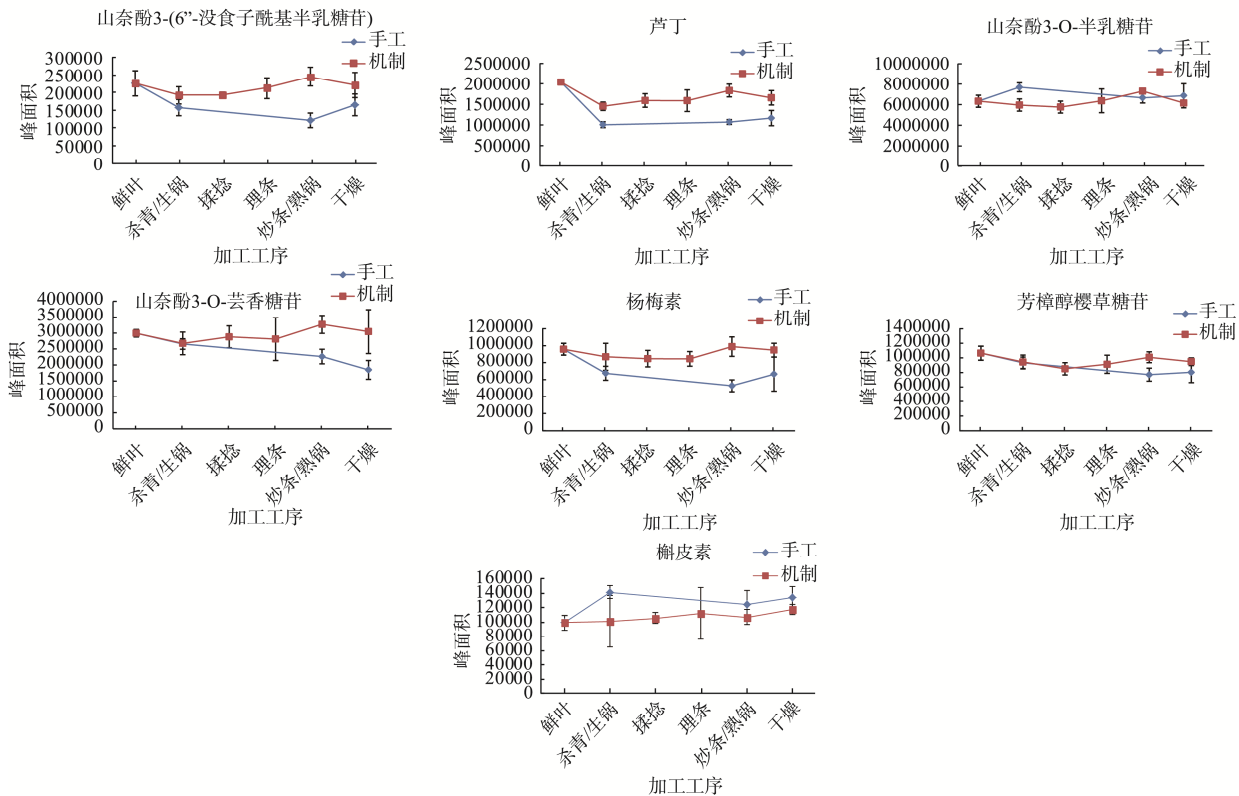 山奈酚3-(6”-没食子酰基半乳糖苷)
手工
机制
300000
250000
200000
150000
100000
50000
0
峰面积
鲜叶
杀青/生锅
揉捻
理条
炒条/熟锅
干燥
加工工序
芦丁
手工
机制
2500000
2000000
1500000
1000000
500000
0
峰面积
鲜叶
杀青/生锅
揉捻
理条
炒条/熟锅
干燥
加工工序
山奈酚3-O-半乳糖苷
手工
机制
10000000
8000000
6000000
4000000
2000000
0
峰面积
鲜叶
杀青/生锅
揉捻
理条
炒条/熟锅
干燥
加工工序
山奈酚3-O-芸香糖苷
手工
机制
4000000
3500000
3000000
2500000
2000000
1500000
1000000
500000
0
峰面积
鲜叶
杀青/生锅
揉捻
理条
炒条/熟锅
干燥
加工工序
杨梅素
手工
机制
1200000
1000000
800000
600000
400000
200000
0
峰面积
鲜叶
杀青/生锅
揉捻
理条
炒条/熟锅
干燥
加工工序
芳樟醇樱草糖苷
手工
机制
1400000
1200000
1000000
800000
600000
400000
200000
0
峰面积
鲜叶
杀青/生锅
揉捻
理条
炒条/熟锅
干燥
加工工序
槲皮素
手工
机制
160000
140000
120000
100000
80000
60000
40000
20000
0
峰面积
鲜叶
杀青/生锅
揉捻
理条
炒条/熟锅
干燥
加工工序